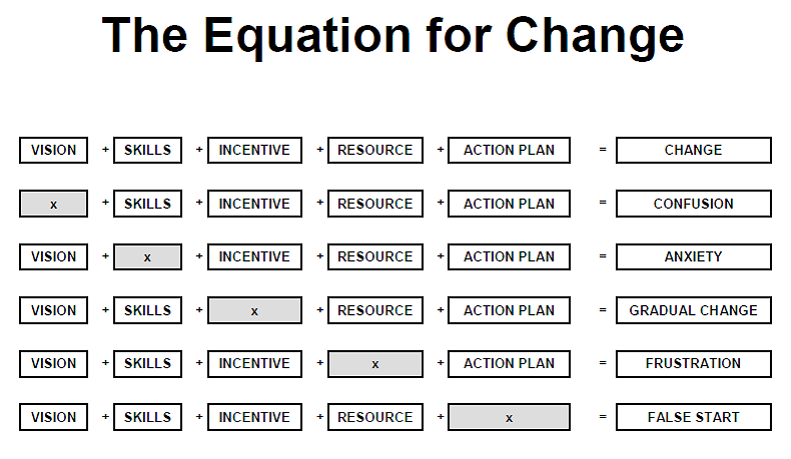 The Equation for Change
VISION + SKILLS + INCENTIVE + RESOURCE + ACTION PLAN = CHANGE
x + SKILLS + INCENTIVE + RESOURCE + ACTION PLAN = CONFUSION
VISION + x + INCENTIVE + RESOURCE + ACTION PLAN = ANXIETY
VISION + SKILLS + x + RESOURCE + ACTION PLAN = GRADUAL CHANGE
VISION + SKILLS + INCENTIVE + x + ACTION PLAN = FRUSTRATION
VISION + SKILLS + INCENTIVE + RESOURCE + x = FALSE START